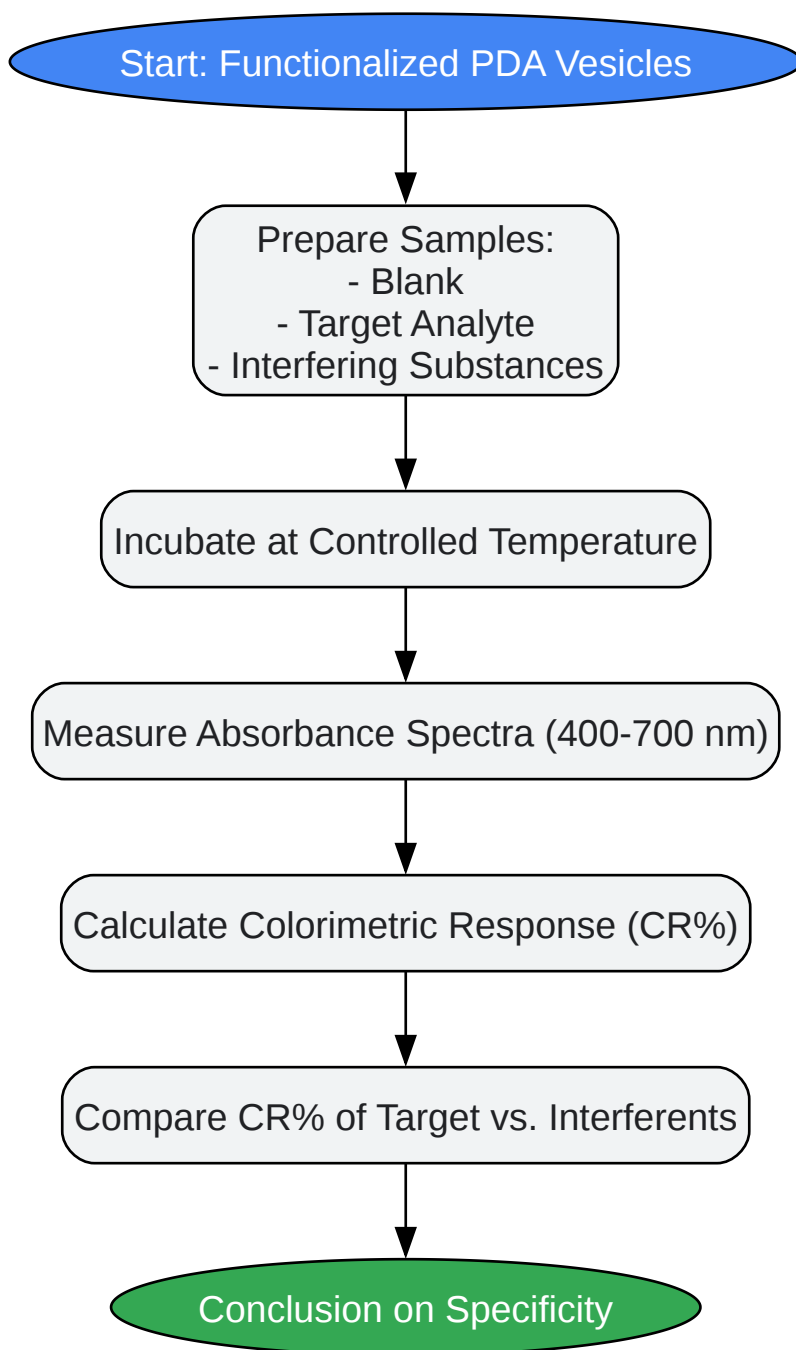 Start: Functionalized PDA Vesicles
Prepare Samples:
- Blank
- Target Analyte
- Interfering Substances
Incubate at Controlled Temperature
Measure Absorbance Spectra (400-700 nm)
Calculate Colorimetric Response (CR%)
Compare CR% of Target vs. Interferents
Conclusion on Specificity